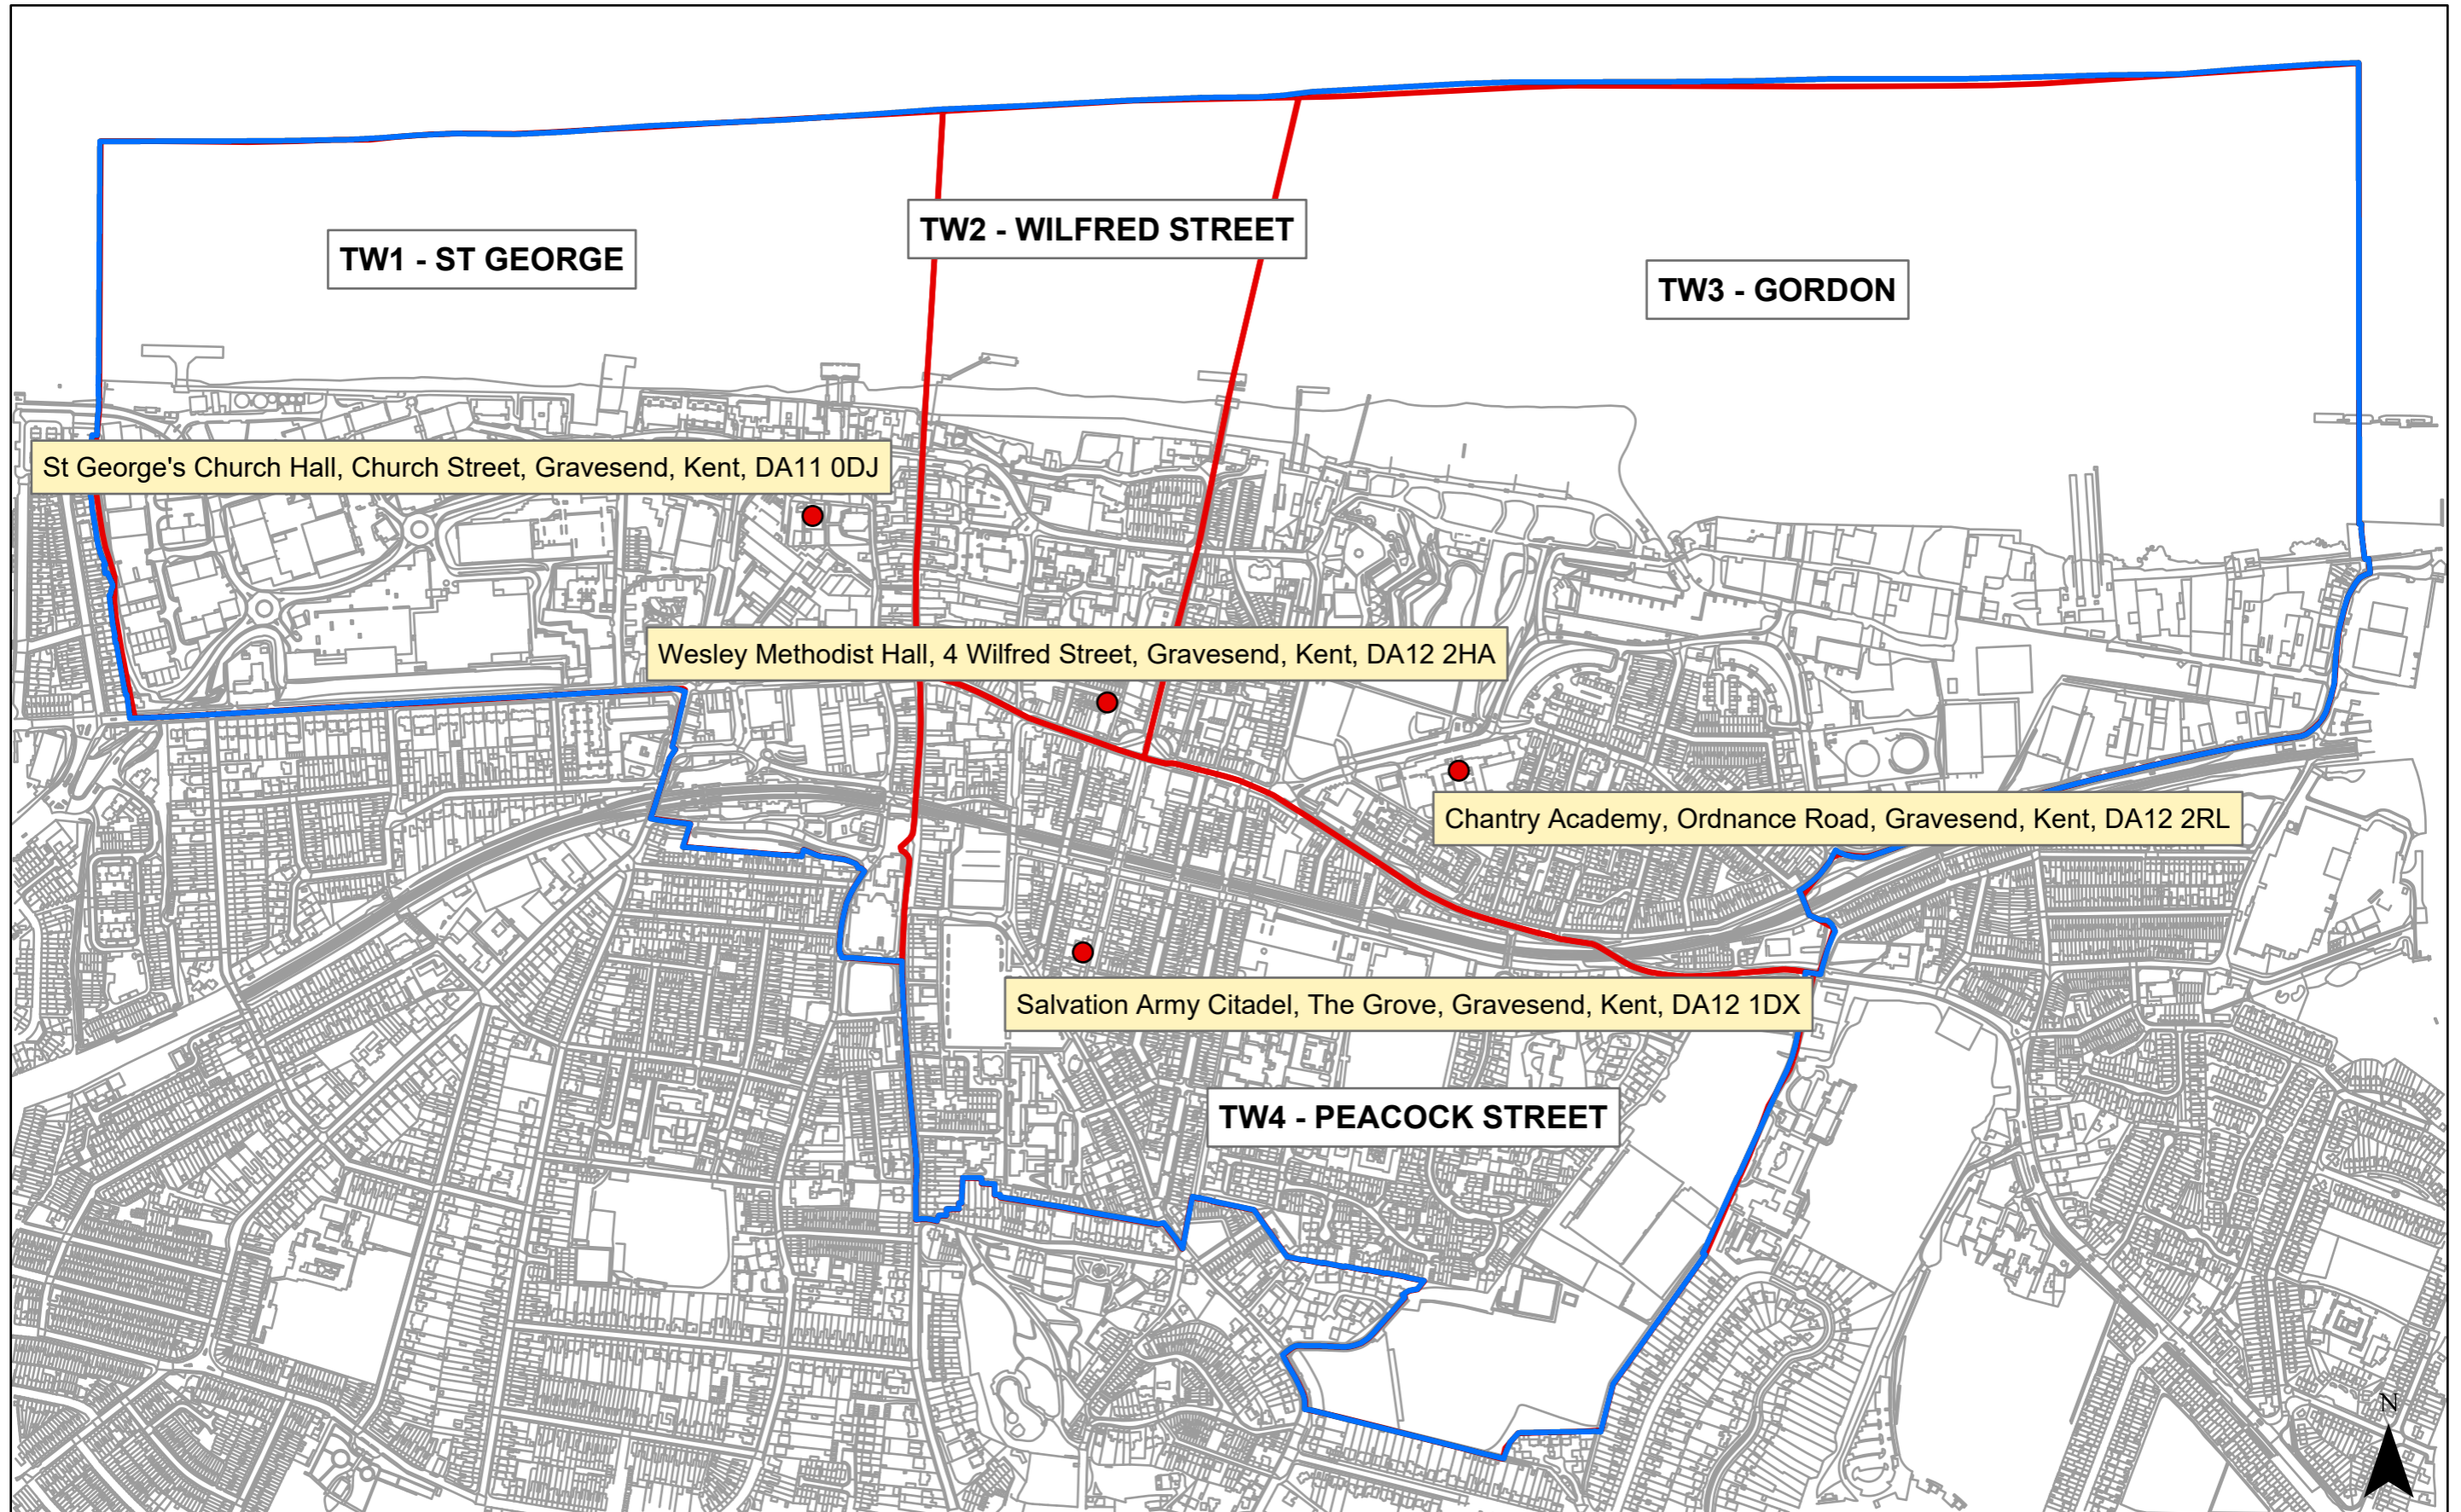 TW2 - WILFRED STREET
TW1 - ST GEORGE
TW3 - GORDON
St George's Church Hall, Church Street, Gravesend, Kent, DA11 0DJ
Wesley Methodist Hall, 4 Wilfred Street, Gravesend, Kent, DA12 2HA
Chantry Academy, Ordnance Road, Gravesend, Kent, DA12 2RL
Salvation Army Citadel, The Grove, Gravesend, Kent, DA12 1DX
TW4 - PEACOCK STREET
N